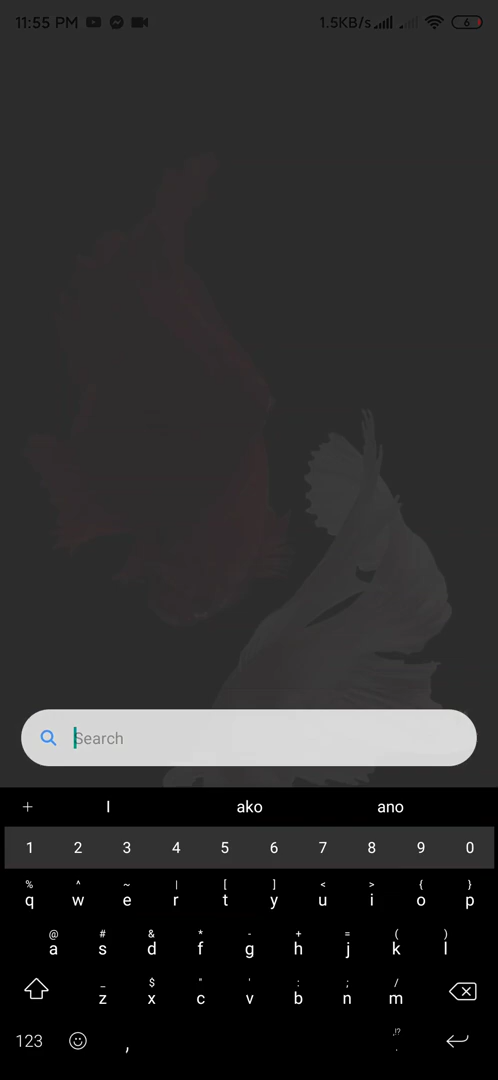 11:55 PM 1.5KB/s 6
Search
+ I ako ano
1 2 3 4 5 6 7 8 9 0
% ^ ~ | [ ] < > { }
q w e r t y u i o p
@ # & * - + = ( )
a s d f g h j k l
_ $ " ' : ; /
z x c v b n m
,!?
123 , .